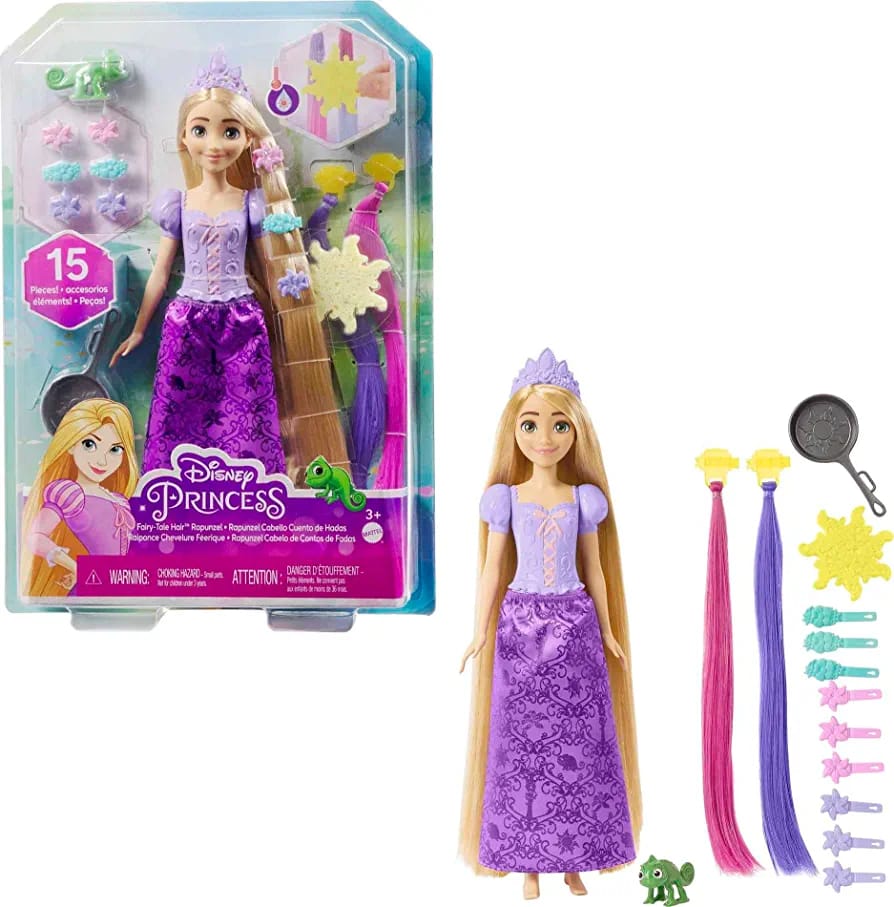 15
Pieces! • accesorios
éléments! • Peças!
Disney
PRINCESS
Fairy-Tale Hair™ Rapunzel • Rapunzel Cabello Cuento de Hadas
Raiponce Chevelure Féerique • Rapunzel Cabelo de Contos de Fadas
3+
MATTEL
WARNING: CHOKING HAZARD - Small parts. Not for children under 3 years.
ATTENTION : DANGER D'ÉTOUFFEMENT - Petits éléments. Ne convient pas aux enfants de moins de 36 mois.